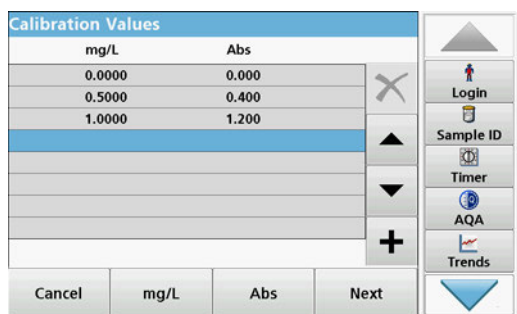 Calibration Values
mg/L Abs
0.0000 0.000
0.5000 0.400
1.0000 1.200
Cancel mg/L Abs Next
Login
Sample ID
Timer
AQA
Trends